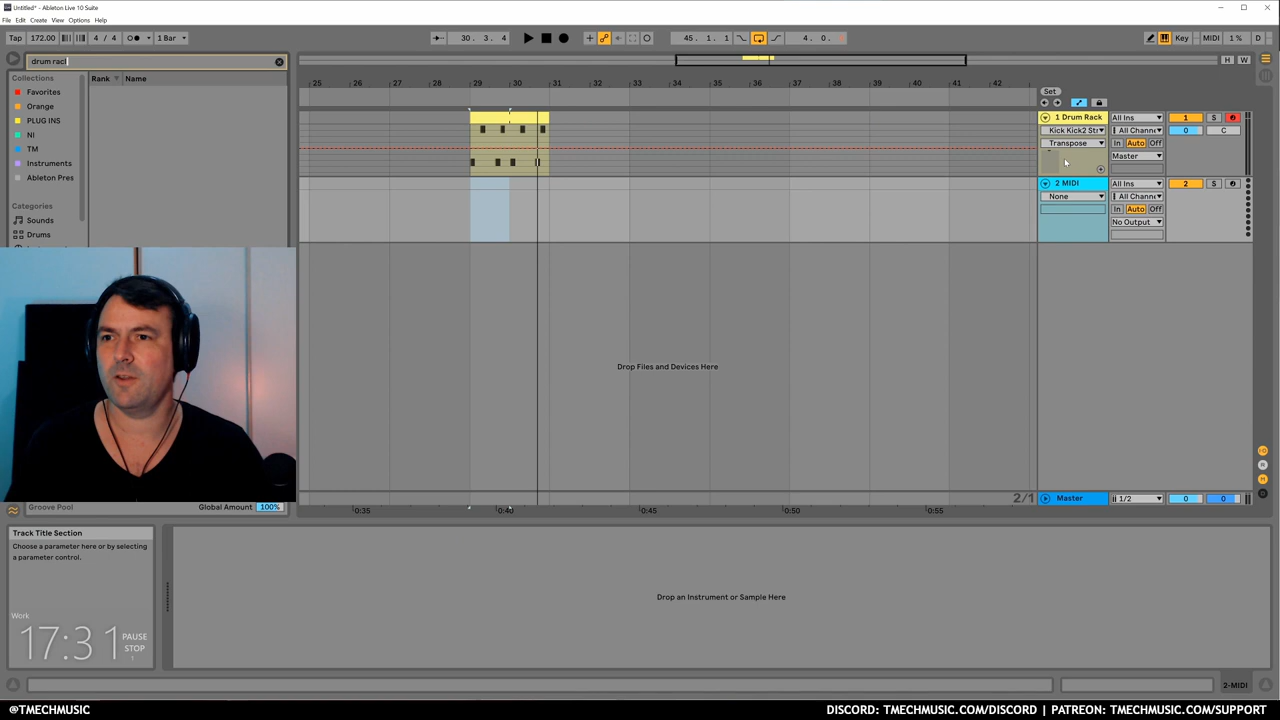 Untitled* - Ableton Live 10 Suite
File Edit Create View Options Help
Tap 172.00 4 / 4 1 Bar 30. 3. 4 45. 1. 1 4. 0. Key MIDI 1 % D
drum rac
Collections Rank Name
Favorites
Orange
PLUG INS
NI
TM
Instruments
Ableton Pres
Categories
Sounds
Drums
Groove Pool Global Amount 100%
25 26 27 28 29 30 31 32 33 34 35 36 37 38 39 40 41 42
H W
Set
1 Drum Rack All Ins 1 S
Kick Kick2 Str All Channe 0 C
Transpose In Auto Off
Master
2 MIDI All Ins 2 S
None All Channe
In Auto Off
No Output
Drop Files and Devices Here
2/1 Master 1/2 0 0
0:35 0:40 0:45 0:50 0:55
Track Title Section
Choose a parameter here or by selecting
a parameter control.
Work
17:31 PAUSE
STOP
Drop an Instrument or Sample Here
2-MIDI
@TMECHMUSIC DISCORD: TMECHMUSIC.COM/DISCORD | PATREON: TMECHMUSIC.COM/SUPPORT